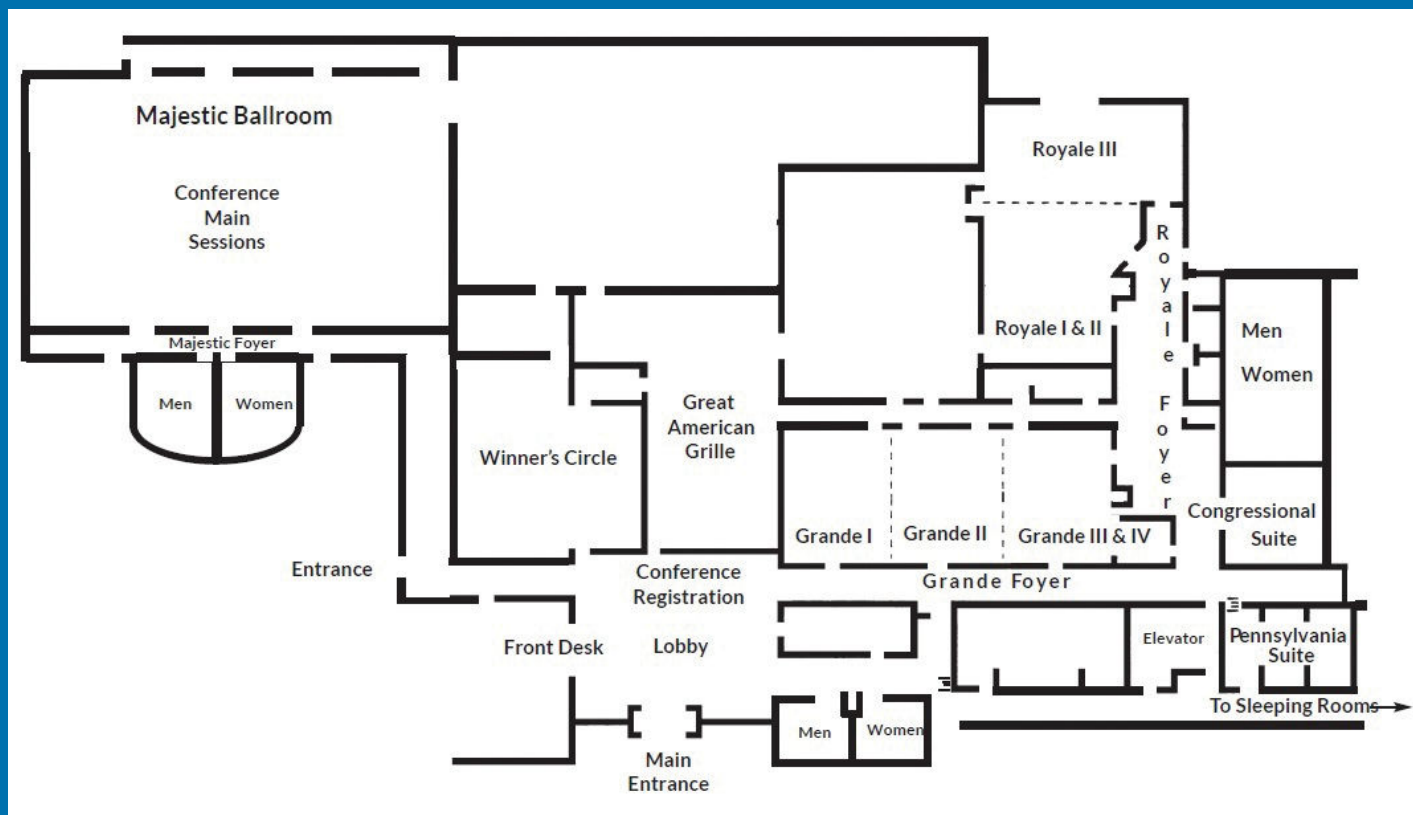 Majestic Ballroom
Conference
Main
Sessions
Majestic Foyer
Men
Women
Entrance
Winner's Circle
Great
American
Grille
Royale III
Royale I & II
Royale Foyer
Men
Women
Grande I
Grande II
Grande III & IV
Congressional
Suite
Grande Foyer
Conference
Registration
Front Desk
Lobby
Elevator
Pennsylvania
Suite
To Sleeping Rooms
Men
Women
Main
Entrance